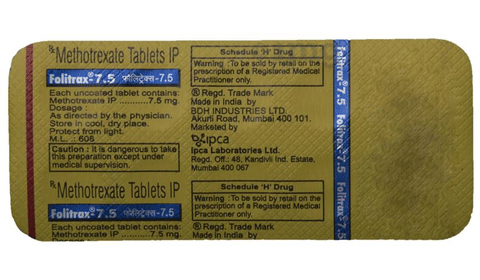 ℞ Methotrexate Tablets IP
Folitrax®-7.5 फोलिट्रेक्स-7.5
Each uncoated tablet contains:
Methotrexate IP ...........7.5 mg.
Dosage :
As directed by the physician.
Store in cool, dry place.
Protect from light.
M.L. : 606
Caution : It is dangerous to take
this preparation except under
medical supervision.
Schedule 'H' Drug
Warning : To be sold by retail on the
prescription of a Registered Medical
Practitioner only.
® Regd. Trade Mark
Made in India by
BDH INDUSTRIES LTD.
Akurli Road, Mumbai 400 101.
Marketed by
Ipca
Ipca Laboratories Ltd.
Regd. Off.: 48, Kandivli Ind. Estate,
Mumbai 400 067
℞ Methotrexate Tablets IP
Folitrax®-7.5 फोलिट्रेक्स-7.5
Each uncoated tablet contains:
Methotrexate IP ...........7.5 mg.
Dosage :
Schedule 'H' Drug
Warning : To be sold by retail on the
prescription of a Registered Medical
Practitioner only.
® Regd. Trade Mark
Made in India by
Folitrax®-7.5
Folitrax®-7.5
Folitrax®-7.5